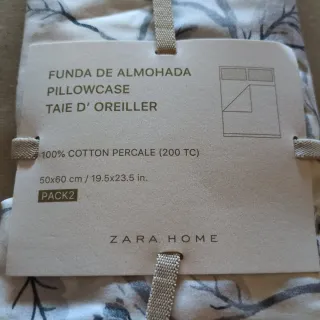 FUNDA DE ALMOHADA
PILLOWCASE
TAIE D' OREILLER
100% COTTON PERCALE (200 TC)
50x60 cm / 19.5x23.5 in.
PACK2
ZARA HOME